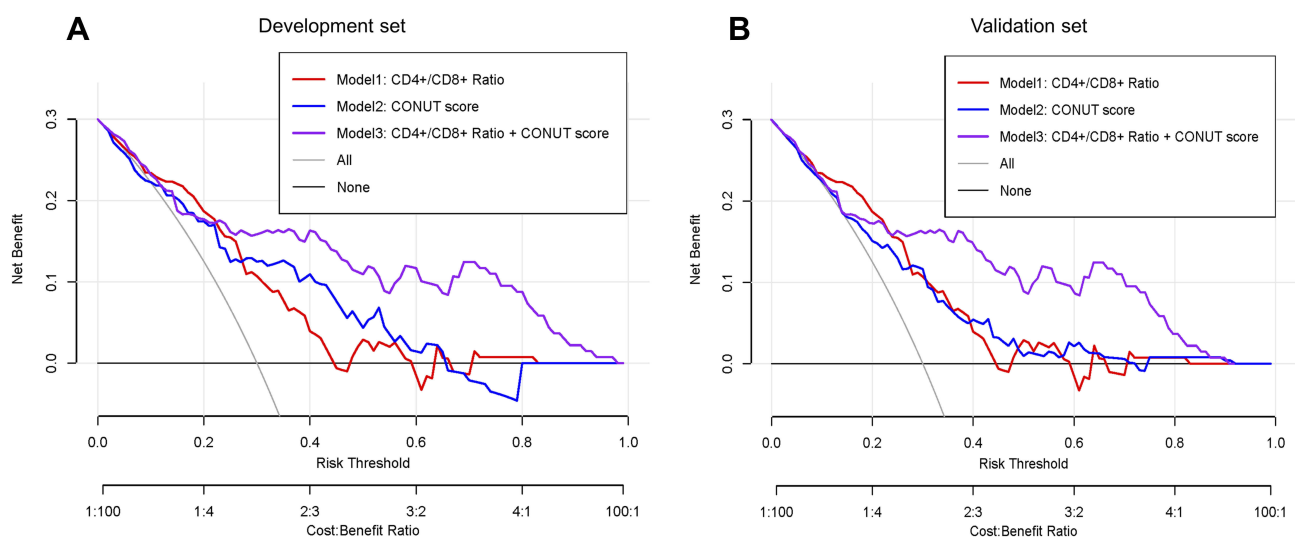 A
Development set
Model1: CD4+/CD8+ Ratio
Model2: CONUT score
Model3: CD4+/CD8+ Ratio + CONUT score
All
None
Net Benefit
0.3
0.2
0.1
0.0
0.0 0.2 0.4 0.6 0.8 1.0
Risk Threshold
1:100 1:4 2:3 3:2 4:1 100:1
Cost:Benefit Ratio
B
Validation set
Model1: CD4+/CD8+ Ratio
Model2: CONUT score
Model3: CD4+/CD8+ Ratio + CONUT score
All
None
Net Benefit
0.3
0.2
0.1
0.0
0.0 0.2 0.4 0.6 0.8 1.0
Risk Threshold
1:100 1:4 2:3 3:2 4:1 100:1
Cost:Benefit Ratio